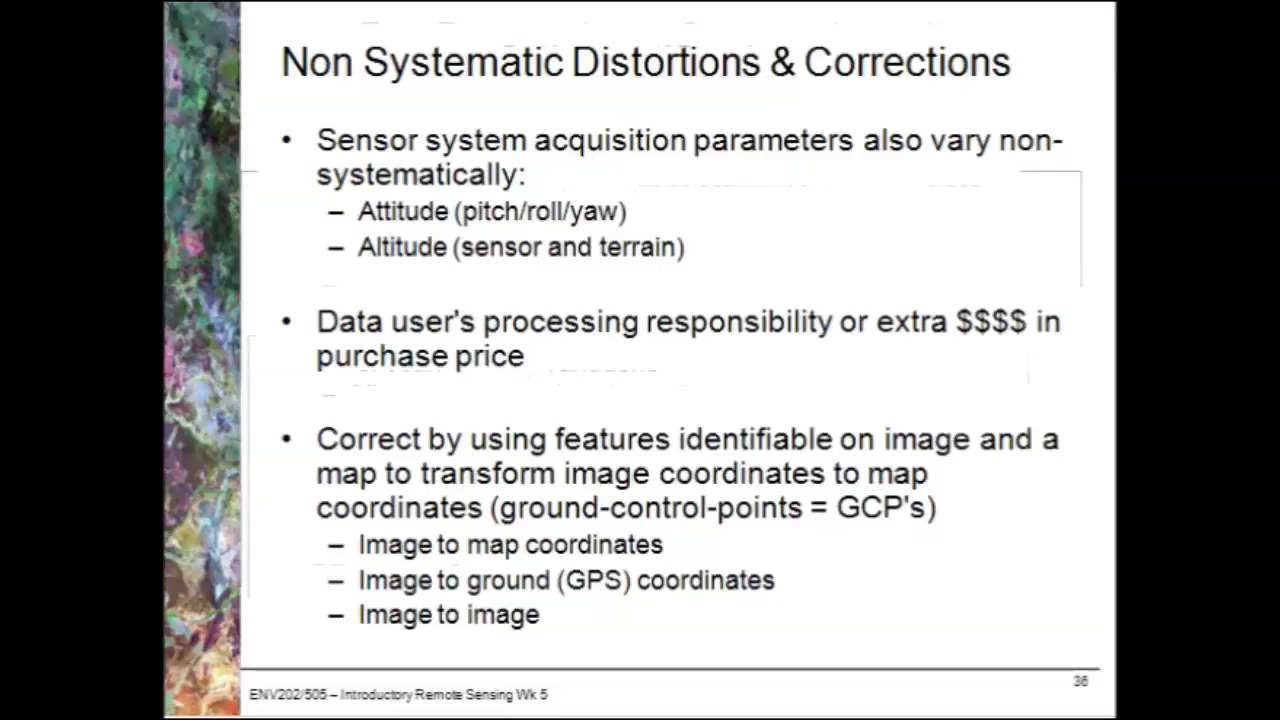 Non Systematic Distortions & Corrections
• Sensor system acquisition parameters also vary non-
systematically:
– Attitude (pitch/roll/yaw)
– Altitude (sensor and terrain)
• Data user's processing responsibility or extra $$$$ in
purchase price
• Correct by using features identifiable on image and a
map to transform image coordinates to map
coordinates (ground-control-points = GCP's)
– Image to map coordinates
– Image to ground (GPS) coordinates
– Image to image
ENV202/505 – Introductory Remote Sensing Wk 5
36